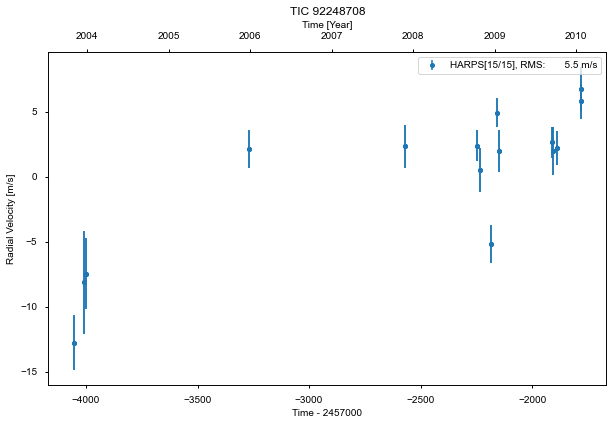 TIC 92248708
Time [Year]
2004 2005 2006 2007 2008 2009 2010
HARPS[15/15], RMS: 5.5 m/s
Radial Velocity [m/s]
5
0
−5
−10
−15
−4000 −3500 −3000 −2500 −2000
Time - 2457000